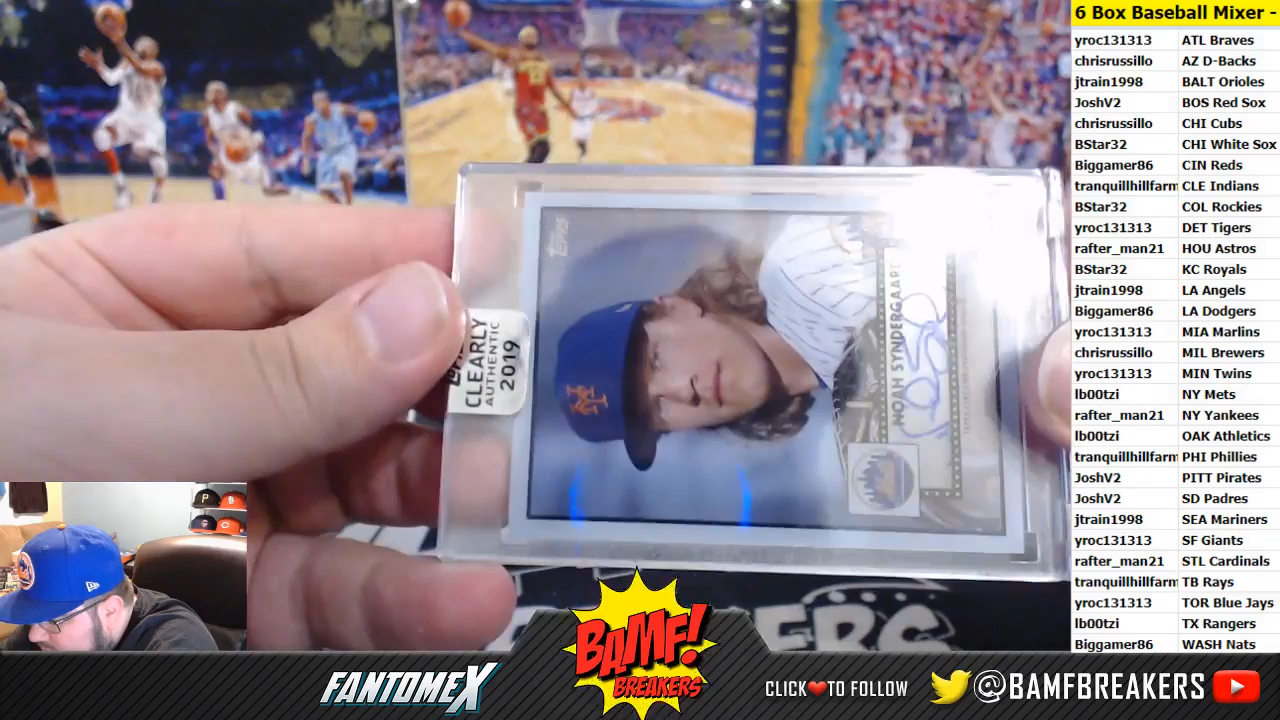 6 Box Baseball Mixer -
yroc131313 ATL Braves
chrisrussillo AZ D-Backs
jtrain1998 BALT Orioles
JoshV2 BOS Red Sox
chrisrussillo CHI Cubs
BStar32 CHI White Sox
Biggamer86 CIN Reds
tranquillhillfarm CLE Indians
BStar32 COL Rockies
yroc131313 DET Tigers
rafter_man21 HOU Astros
BStar32 KC Royals
jtrain1998 LA Angels
Biggamer86 LA Dodgers
yroc131313 MIA Marlins
chrisrussillo MIL Brewers
yroc131313 MIN Twins
lb00tzi NY Mets
rafter_man21 NY Yankees
lb00tzi OAK Athletics
tranquillhillfarm PHI Phillies
JoshV2 PITT Pirates
JoshV2 SD Padres
jtrain1998 SEA Mariners
yroc131313 SF Giants
rafter_man21 STL Cardinals
tranquillhillfarm TB Rays
yroc131313 TOR Blue Jays
lb00tzi TX Rangers
Biggamer86 WASH Nats
Topps
CLEARLY
AUTHENTIC
2019
NOAH SYNDERGAARD
FANTOMEX
BAMF!
BREAKERS
CLICK TO FOLLOW
@BAMFBREAKERS